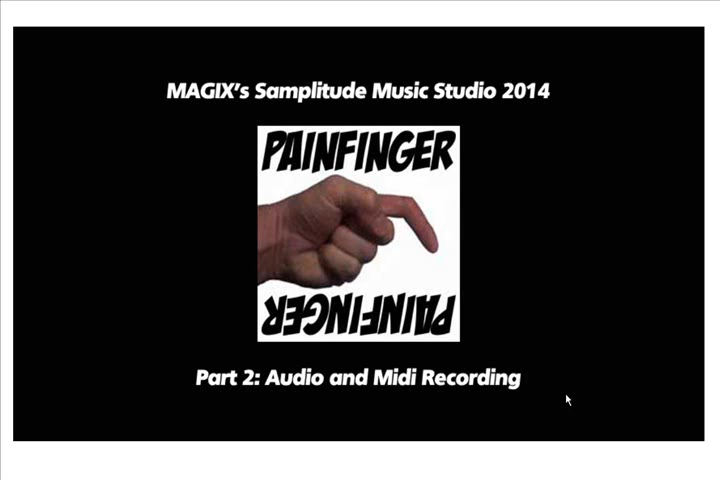 MAGIX's Samplitude Music Studio 2014
PAINFINGER
PAINFINGER
Part 2: Audio and Midi Recording